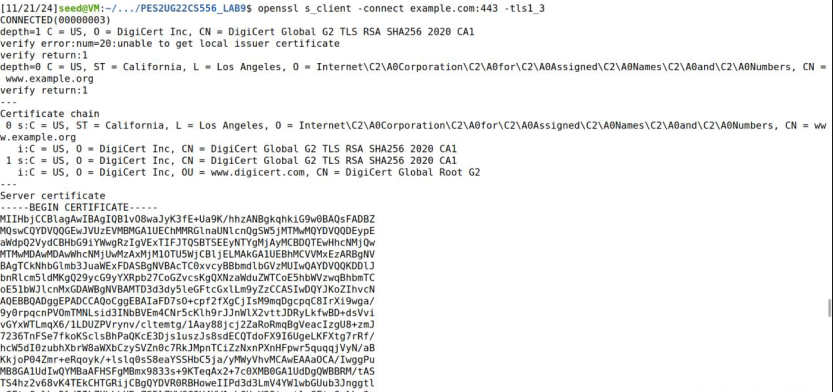 [11/21/24]seed@VM:~/.../PES2UG22CS556_LAB9$ openssl s_client -connect example.com:443 -tls1_3
CONNECTED(00000003)
depth=1 C = US, O = DigiCert Inc, CN = DigiCert Global G2 TLS RSA SHA256 2020 CA1
verify error:num=20:unable to get local issuer certificate
verify return:1
depth=0 C = US, ST = California, L = Los Angeles, O = Internet\C2\A0Corporation\C2\A0for\C2\A0Assigned\C2\A0Names\C2\A0and\C2\A0Numbers, CN =
www.example.org
verify return:1
---
Certificate chain
0 s:C = US, ST = California, L = Los Angeles, O = Internet\C2\A0Corporation\C2\A0for\C2\A0Assigned\C2\A0Names\C2\A0and\C2\A0Numbers, CN = ww
w.example.org
i:C = US, O = DigiCert Inc, CN = DigiCert Global G2 TLS RSA SHA256 2020 CA1
1 s:C = US, O = DigiCert Inc, CN = DigiCert Global G2 TLS RSA SHA256 2020 CA1
i:C = US, O = DigiCert Inc, OU = www.digicert.com, CN = DigiCert Global Root G2
---
Server certificate
-----BEGIN CERTIFICATE-----
MIIHbjCCBlagAwIBAgIQB1vO8waJyK3fE+Ua9K/hhzANBgkqhkiG9w0BAQsFADBZ
MQswCQYDVQQGEwJVUzEVMBMGA1UEChMMRGlnaUNlcnQgSW5jMTMwMQYDVQQDEypE
aWdpQ2VydCBHbG9iYWwgRzIgVExTIFJTQSBTSEEyNTYgMjAyMCBDQTEwHhcNMjQw
MTMwMDAwMDAwWhcNMjUwMzAxMjM1OTU5WjCBljELMAkGA1UEBhMCVVMxEzARBgNV
BAgTCkNhbGlmb3JuaWExFDASBgNVBAcTC0xvcyBBbmdlbGVzMUIwQAYDVQQKDDlJ
bnRlcm5ldMKgQ29ycG9yYXRpb27CoGZvcsKgQXNzaWduZWTCoE5hbWVzwqBhbmTC
oE51bWJlcnMxGDAWBgNVBAMTD3d3dy5leGFtcGxlLm9yZzCCASIwDQYJKoZIhvcN
AQEBBQADggEPADCCAQoCggEBAIaFD7sO+cpf2fXgCjIsM9mqDgcpqC8IrXi9wga/
9y0rpqcnPVOmTMNLsid3INbBVEm4CNr5cKlh9rJJnWlX2vttJDRyLkfwBD+dsVvi
vGYxWTLmqX6/1LDUZPVrynv/cltemtg/1Aay88jcj2ZaRoRmqBgVeacIzgU8+zmJ
7236TnFSe7fkoKSclsBhPaQKcE3Djs1uszJs8sdECQTdoFX9I6UgeLKFXtg7rRf/
hcW5dI0zubhXbrW8aWXbCzySVZn0c7RkJMpnTCiZzNxnPXnHFpwr5quqqjVyN/aB
KkjoP04Zmr+eRqoyk/+lslq0sS8eaYSSHbC5ja/yMWyVhvMCAwEAAaOCA/IwggPu
MB8GA1UdIwQYMBaAFHSFgMBmx9833s+9KTeqAx2+7c0XMB0GA1UdDgQWBBRM/tAS
TS4hz2v68vK4TEkCHTGRijCBgQYDVR0RBHoweIIPd3d3LmV4YW1wbGUub3Jnggtl